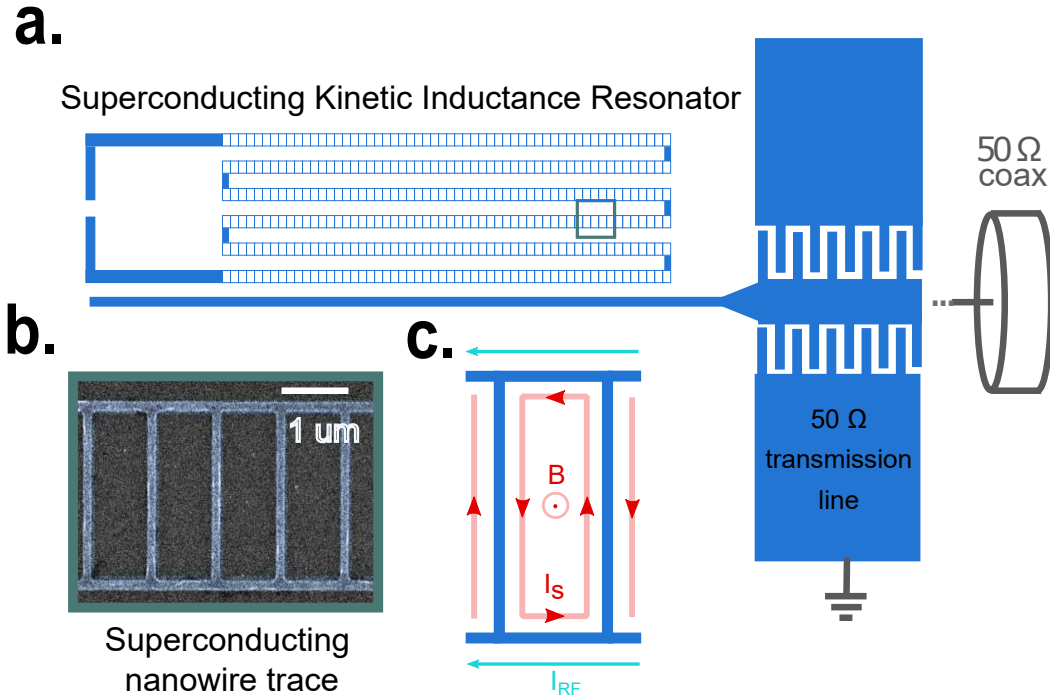 a.
Superconducting Kinetic Inductance Resonator
50 Ω
coax
b.
1 um
Superconducting
nanowire trace
c.
B
Is
IRF
50 Ω
transmission
line